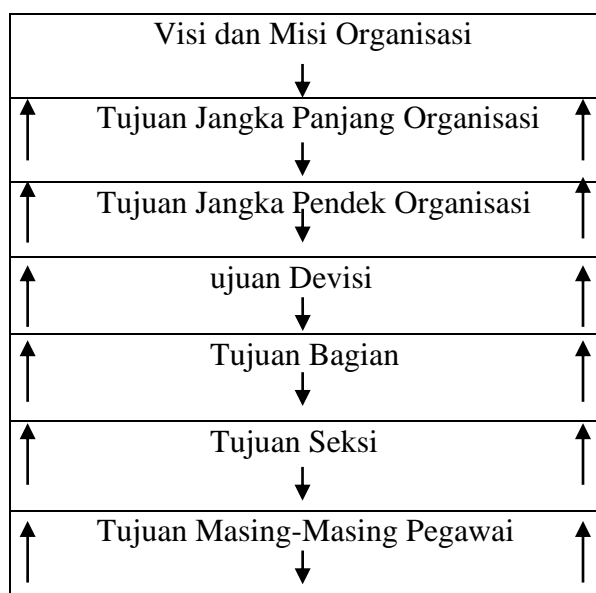 Visi dan Misi Organisasi
Tujuan Jangka Panjang Organisasi
Tujuan Jangka Pendek Organisasi
ujuan Devisi
Tujuan Bagian
Tujuan Seksi
Tujuan Masing-Masing Pegawai